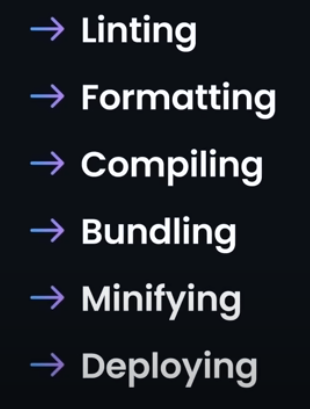 → Linting
→ Formatting
→ Compiling
→ Bundling
→ Minifying
→ Deploying